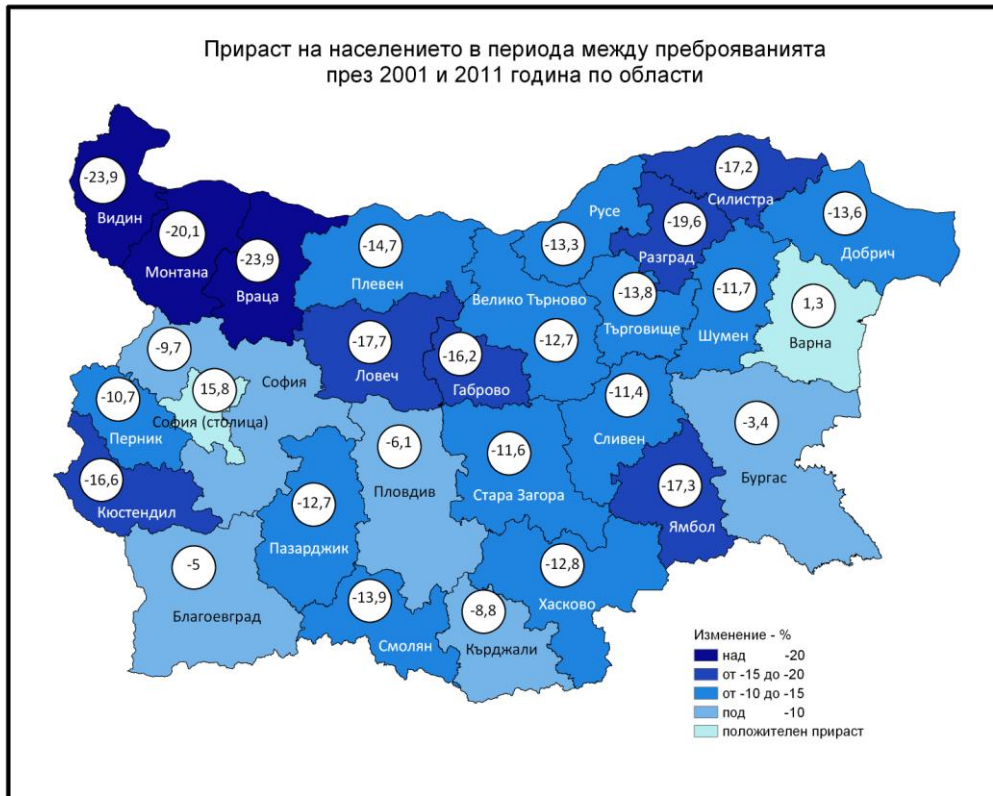 Прираст на населението в периода между преброяванията
през 2001 и 2011 година по области
-23,9
Видин
-20,1
Монтана
-23,9
Враца
-14,7
Плевен
Велико Търново
-12,7
Русе
-13,3
-19,6
Разград
-17,2
Силистра
-13,6
Добрич
-13,8
Търговище
-11,7
Шумен
1,3
Варна
-9,7
София
15,8
София (столица)
-10,7
Перник
-16,6
Кюстендил
-17,7
Ловеч
-16,2
Габрово
-11,4
Сливен
-3,4
Бургас
-6,1
Пловдив
-11,6
Стара Загора
-17,3
Ямбол
-12,7
Пазарджик
-5
Благоевград
-13,9
Смолян
-8,8
Кърджали
-12,8
Хасково
Изменение - %
над -20
от -15 до -20
от -10 до -15
под -10
положителен прираст